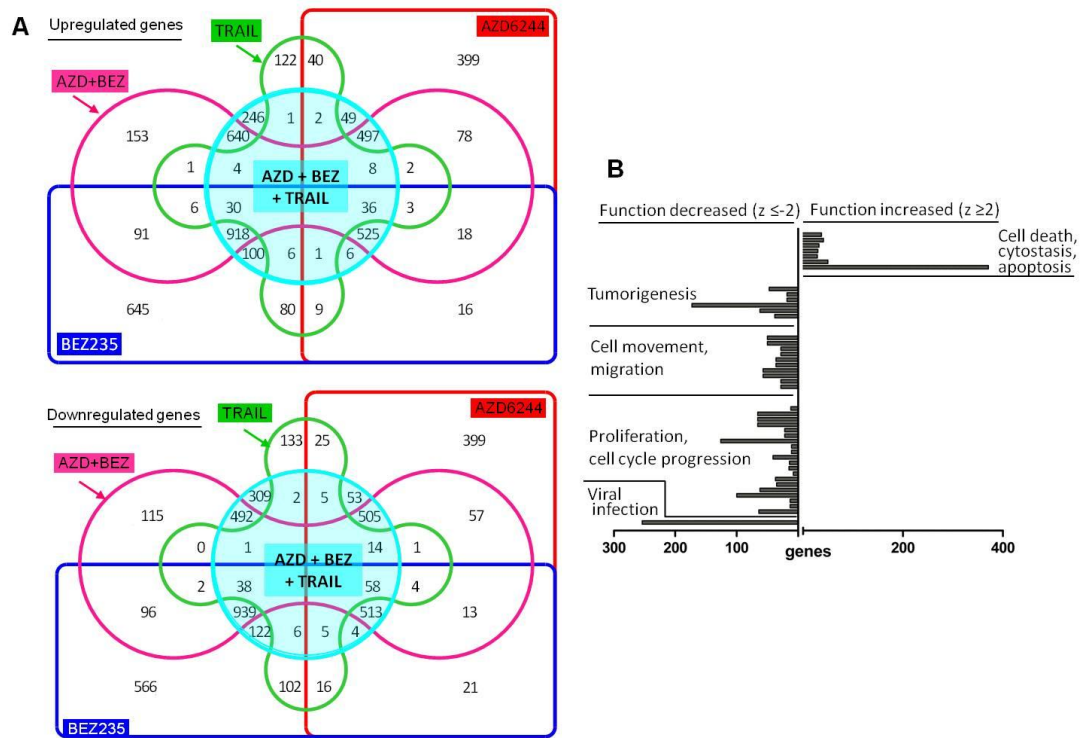 A
Upregulated genes
TRAIL
AZD6244
122 40
399
AZD+BEZ
246 1 2 49
153
640 497
78
1 4
AZD + BEZ
8 2
6 30
+ TRAIL
36 3
91
918 525
18
100 6 1 6
645
80 9
16
BEZ235
Downregulated genes
TRAIL
AZD6244
133 25
399
AZD+BEZ
309 2 5 53
115
492 505
57
0 1
AZD + BEZ
14 1
2 38
+ TRAIL
58 4
96
939 513
13
122 6 5 4
566
102 16
21
BEZ235
B
Function decreased (z ≤-2)
Function increased (z ≥2)
Cell death,
cytostasis,
apoptosis
Tumorigenesis
Cell movement,
migration
Proliferation,
cell cycle progression
Viral
infection
300 200 100 genes 200 400